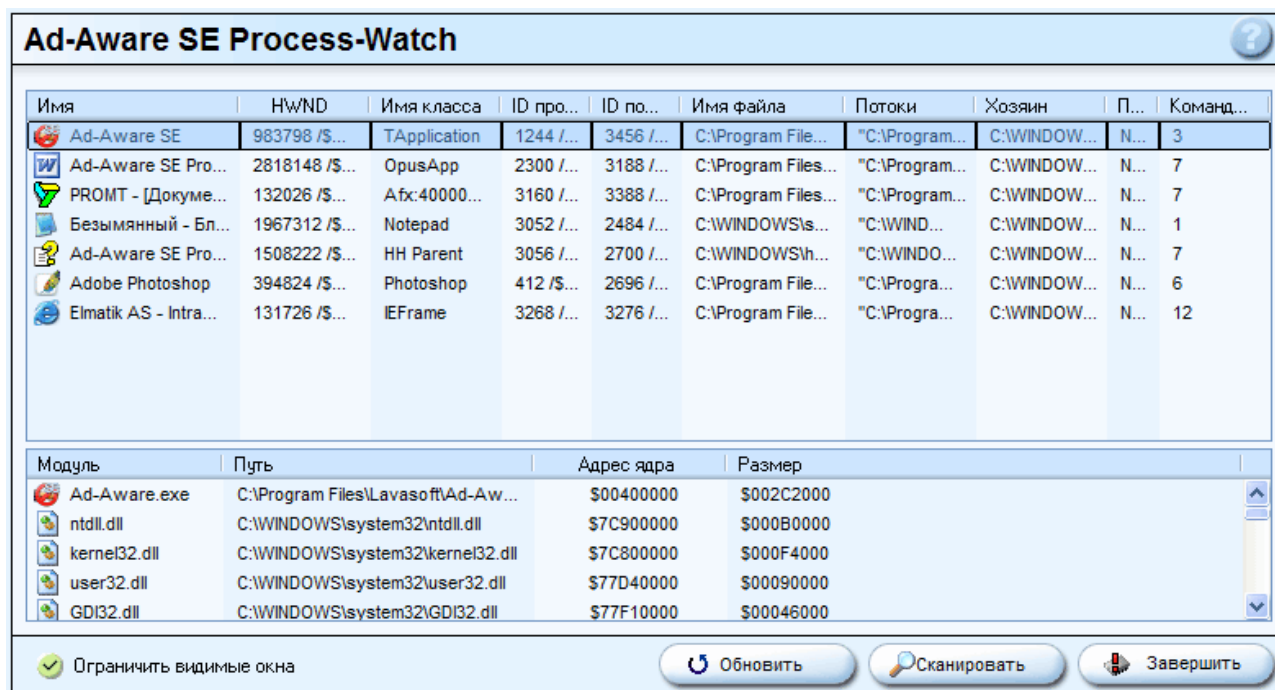 Ad-Aware SE Process-Watch
?
Имя HWND Имя класса ID про... ID по... Имя файла Потоки Хозяин П... Команд...
Ad-Aware SE 983798 /$... TApplication 1244 /... 3456 /... C:\Program File... "C:\Program... C:\WINDOW... N... 3
Ad-Aware SE Pro... 2818148 /$... OpusApp 2300 /... 3188 /... C:\Program Files... "C:\Program... C:\WINDOW... N... 7
PROMT - [Докуме... 132026 /$... Afx:40000... 3160 /... 3388 /... C:\Program Files... "C:\Program... C:\WINDOW... N... 7
Безымянный - Бл... 1967312 /$... Notepad 3052 /... 2484 /... C:\WINDOWS\s... "C:\WIND... C:\WINDOW... N... 1
Ad-Aware SE Pro... 1508222 /$... HH Parent 3056 /... 2700 /... C:\WINDOWS\h... "C:\WINDO... C:\WINDOW... N... 7
Adobe Photoshop 394824 /$... Photoshop 412 /$... 2696 /... C:\Program File... "C:\Progra... C:\WINDOW... N... 6
Elmatik AS - Intra... 131726 /$... IEFrame 3268 /... 3276 /... C:\Program File... "C:\Progra... C:\WINDOW... N... 12
Модуль Путь Адрес ядра Размер
Ad-Aware.exe C:\Program Files\Lavasoft\Ad-Aw... $00400000 $002C2000
ntdll.dll C:\WINDOWS\system32\ntdll.dll $7C900000 $000B0000
kernel32.dll C:\WINDOWS\system32\kernel32.dll $7C800000 $000F4000
user32.dll C:\WINDOWS\system32\user32.dll $77D40000 $00090000
GDI32.dll C:\WINDOWS\system32\GDI32.dll $77F10000 $00046000
Ограничить видимые окна Обновить Сканировать Завершить